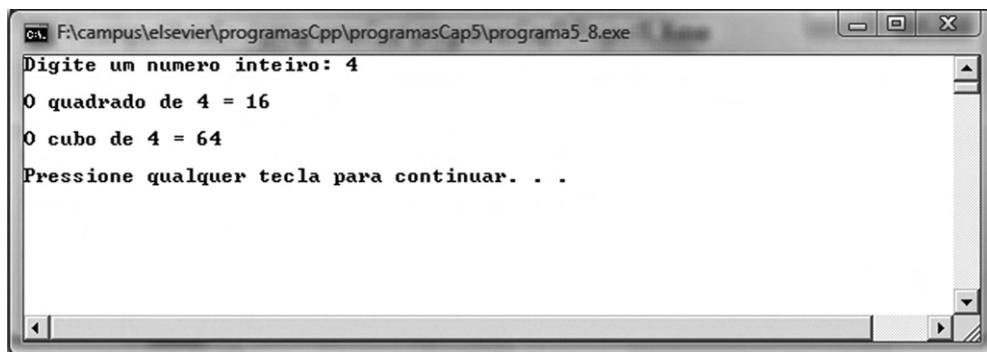 F:\campus\elsevier\programasCpp\programasCap5\programa5_8.exe
Digite um numero inteiro: 4
O quadrado de 4 = 16
O cubo de 4 = 64
Pressione qualquer tecla para continuar. . .